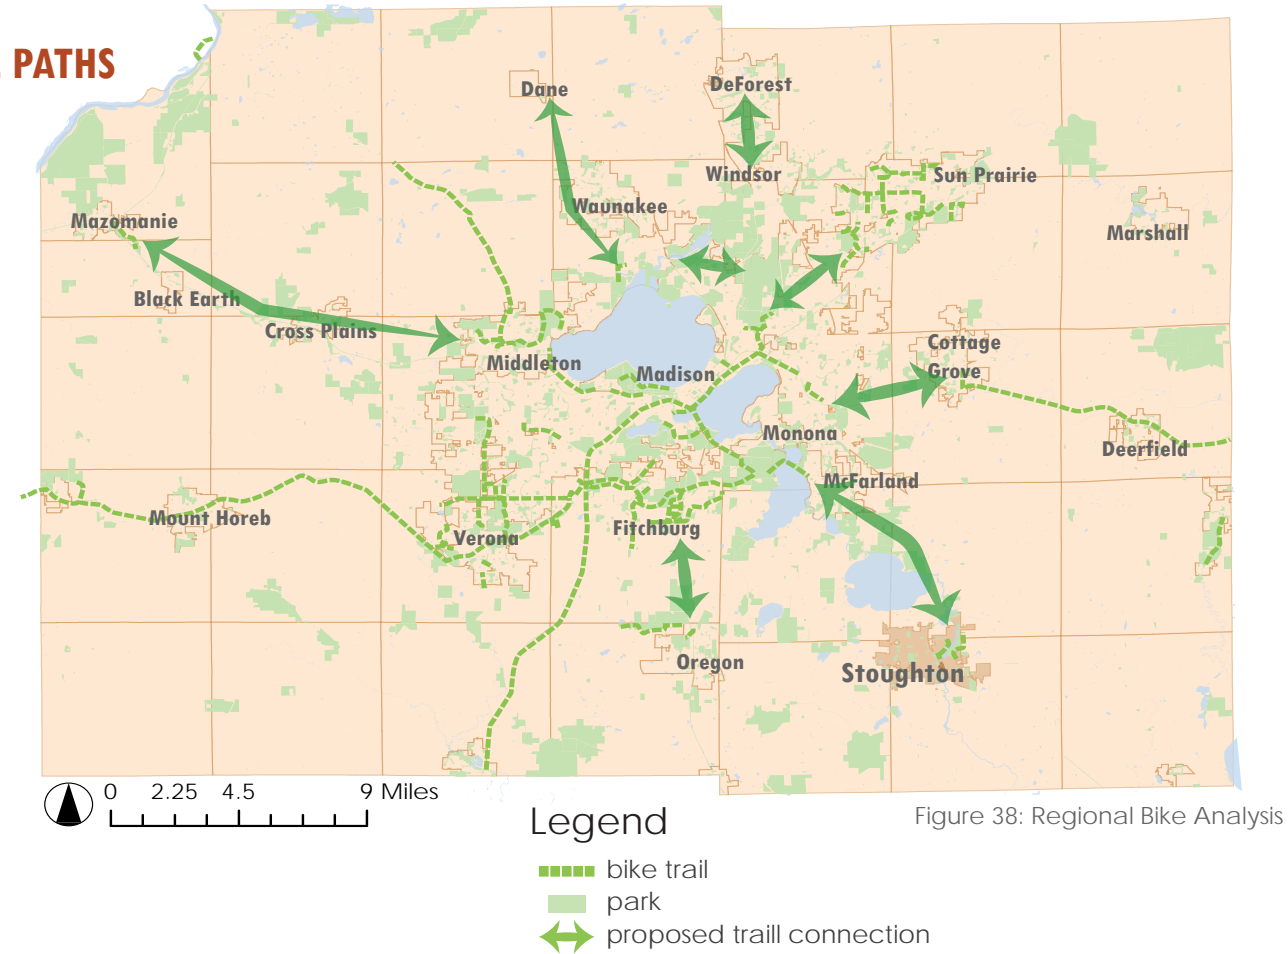 PATHS
Dane
DeForest
Windsor
Sun Prairie
Waunakee
Mazomanie
Marshall
Black Earth
Cross Plains
Middleton
Madison
Cottage
Grove
Monona
Deerfield
McFarland
Mount Horeb
Verona
Fitchburg
Oregon
Stoughton
0 2.25 4.5 9 Miles
Figure 38: Regional Bike Analysis
Legend
bike trail
park
proposed traill connection